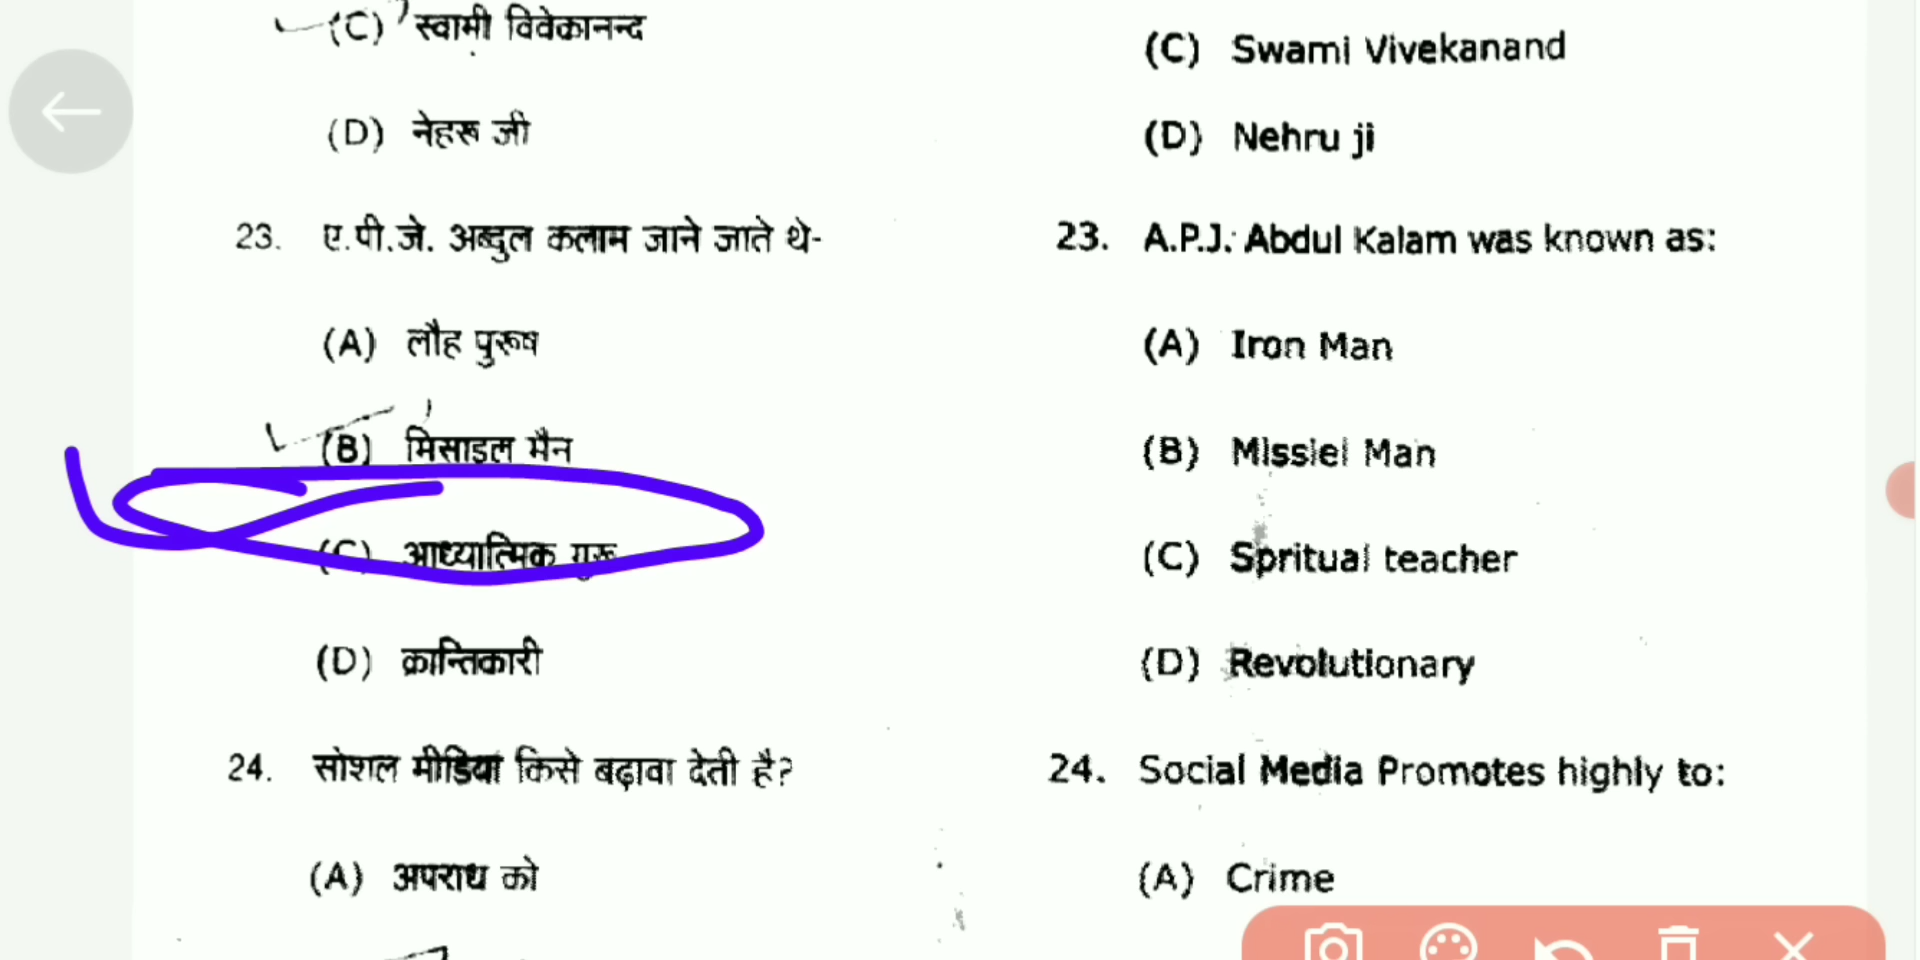 (C) स्वामी विवेकानन्द
(D) नेहरू जी
23. ए.पी.जे. अब्दुल कलाम जाने जाते थे-
(A) लौह पुरूष
(B) मिसाइल मैन
(C) आध्यात्मिक गुरू
(D) क्रान्तिकारी
24. सोशल मीडिया किसे बढ़ावा देती है?
(A) अपराध को
(C) Swami Vivekanand
(D) Nehru ji
23. A.P.J. Abdul Kalam was known as:
(A) Iron Man
(B) Missiel Man
(C) Spritual teacher
(D) Revolutionary
24. Social Media Promotes highly to:
(A) Crime